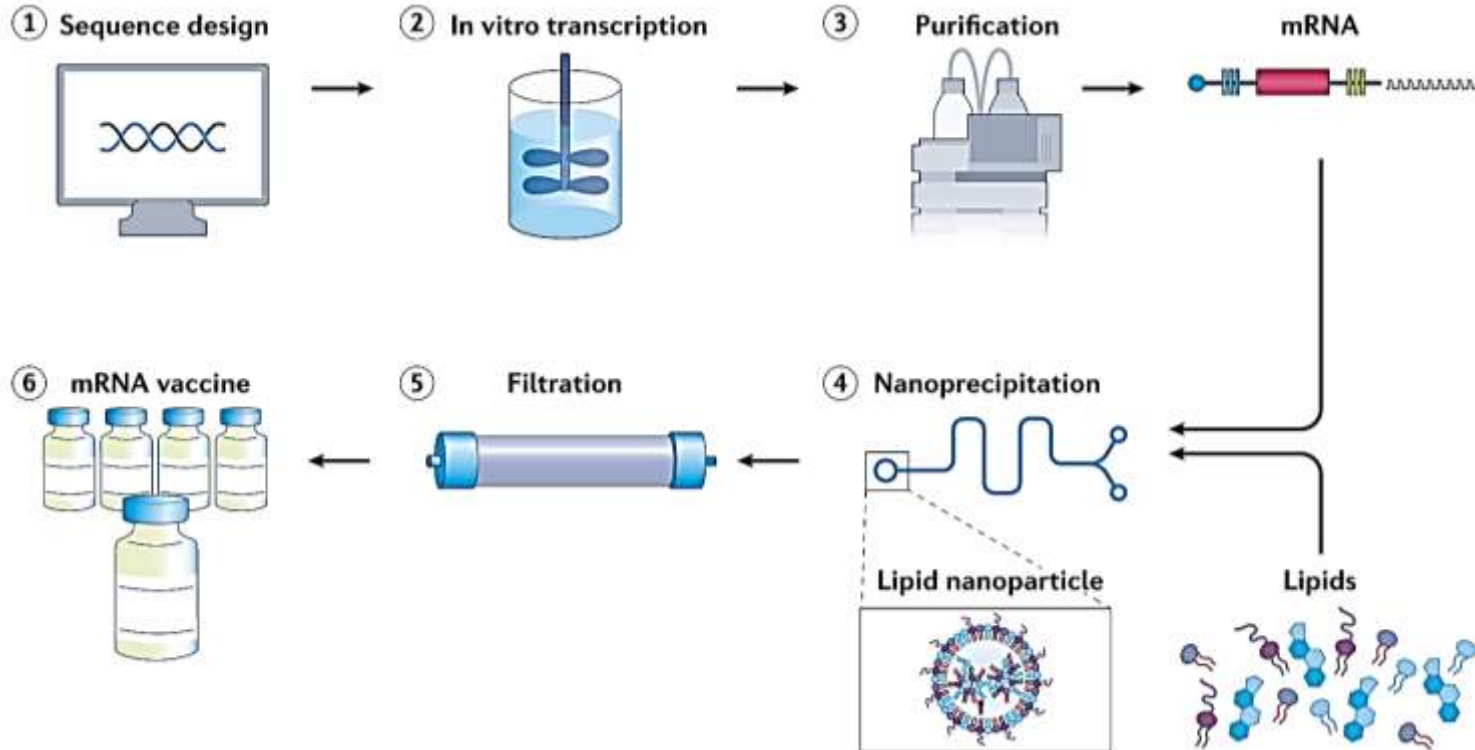 1 Sequence design
2 In vitro transcription
3 Purification
mRNA
6 mRNA vaccine
5 Filtration
4 Nanoprecipitation
Lipid nanoparticle
Lipids